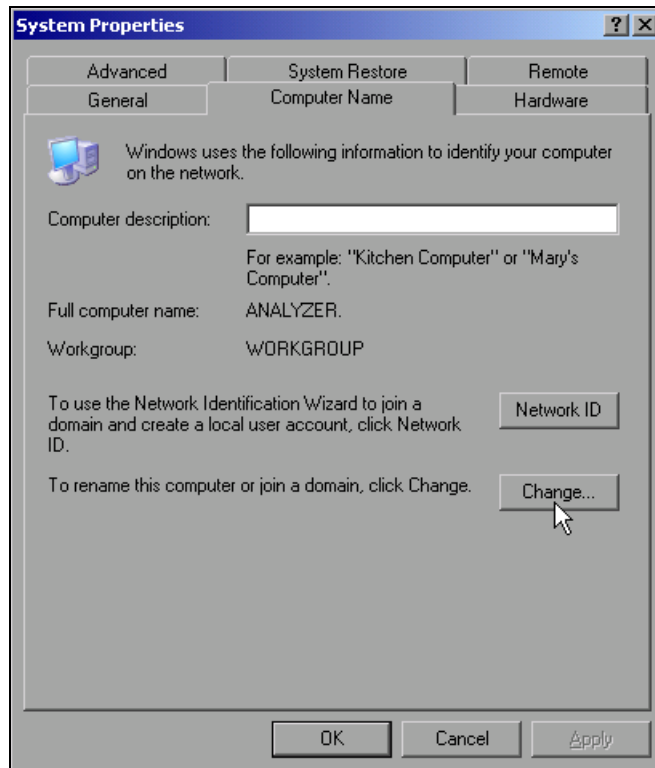 System Properties
Advanced System Restore Remote
General Computer Name Hardware
Windows uses the following information to identify your computer
on the network.
Computer description:
For example: "Kitchen Computer" or "Mary's
Computer".
Full computer name: ANALYZER.
Workgroup: WORKGROUP
To use the Network Identification Wizard to join a
domain and create a local user account, click Network
ID.
Network ID
To rename this computer or join a domain, click Change.
Change...
OK Cancel Apply